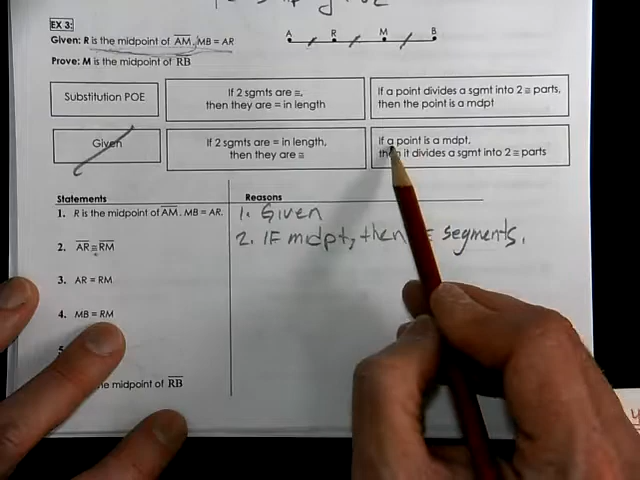 EX 3:
Given: R is the midpoint of AM, MB = AR
A R M B
Prove: M is the midpoint of RB
Substitution POE
If 2 sgmts are ≅,
then they are = in length
If a point divides a sgmt into 2 ≅ parts,
then the point is a mdpt
Given
If 2 sgmts are = in length,
then they are ≅
If a point is a mdpt,
then it divides a sgmt into 2 ≅ parts
Statements Reasons
1. R is the midpoint of AM. MB = AR. 1. Given
2. AR ≅ RM 2. IF mdpt, then ≅ segments.
3. AR = RM
4. MB = RM
5
the midpoint of RB